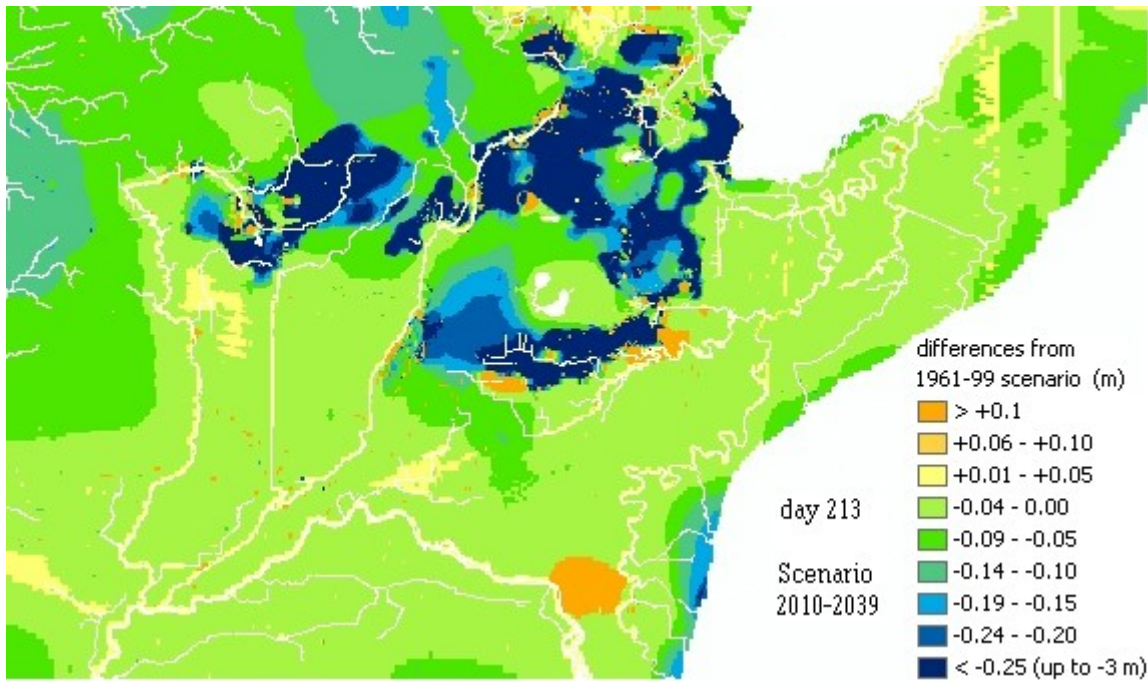 differences from
1961-99 scenario (m)
> +0.1
+0.06 - +0.10
+0.01 - +0.05
-0.04 - 0.00
-0.09 - -0.05
-0.14 - -0.10
-0.19 - -0.15
-0.24 - -0.20
< -0.25 (up to -3 m)
day 213
Scenario
2010-2039